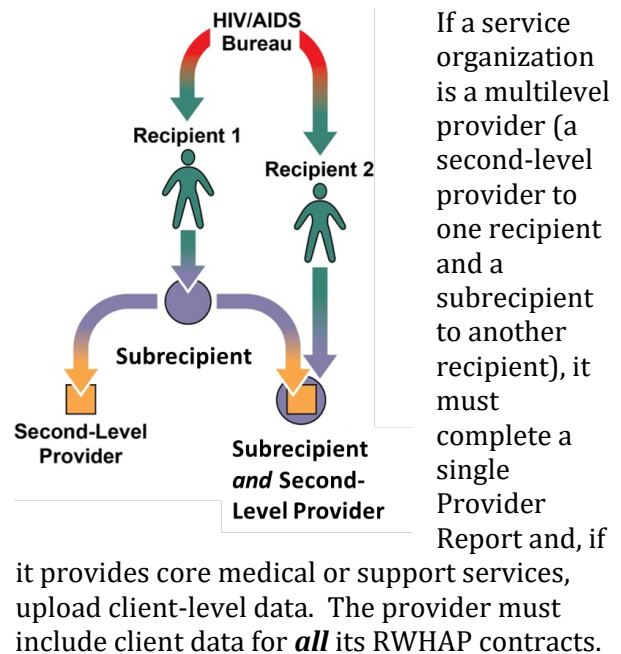 HIV/AIDS
Bureau
Recipient 1
Recipient 2
Subrecipient
Second-Level
Provider
Subrecipient
and Second-
Level Provider
If a service
organization
is a multilevel
provider (a
second-level
provider to
one recipient
and a
subrecipient
to another
recipient), it
must
complete a
single
Provider
Report and, if
it provides core medical or support services,
upload client-level data.  The provider must
include client data for all its RWHAP contracts.